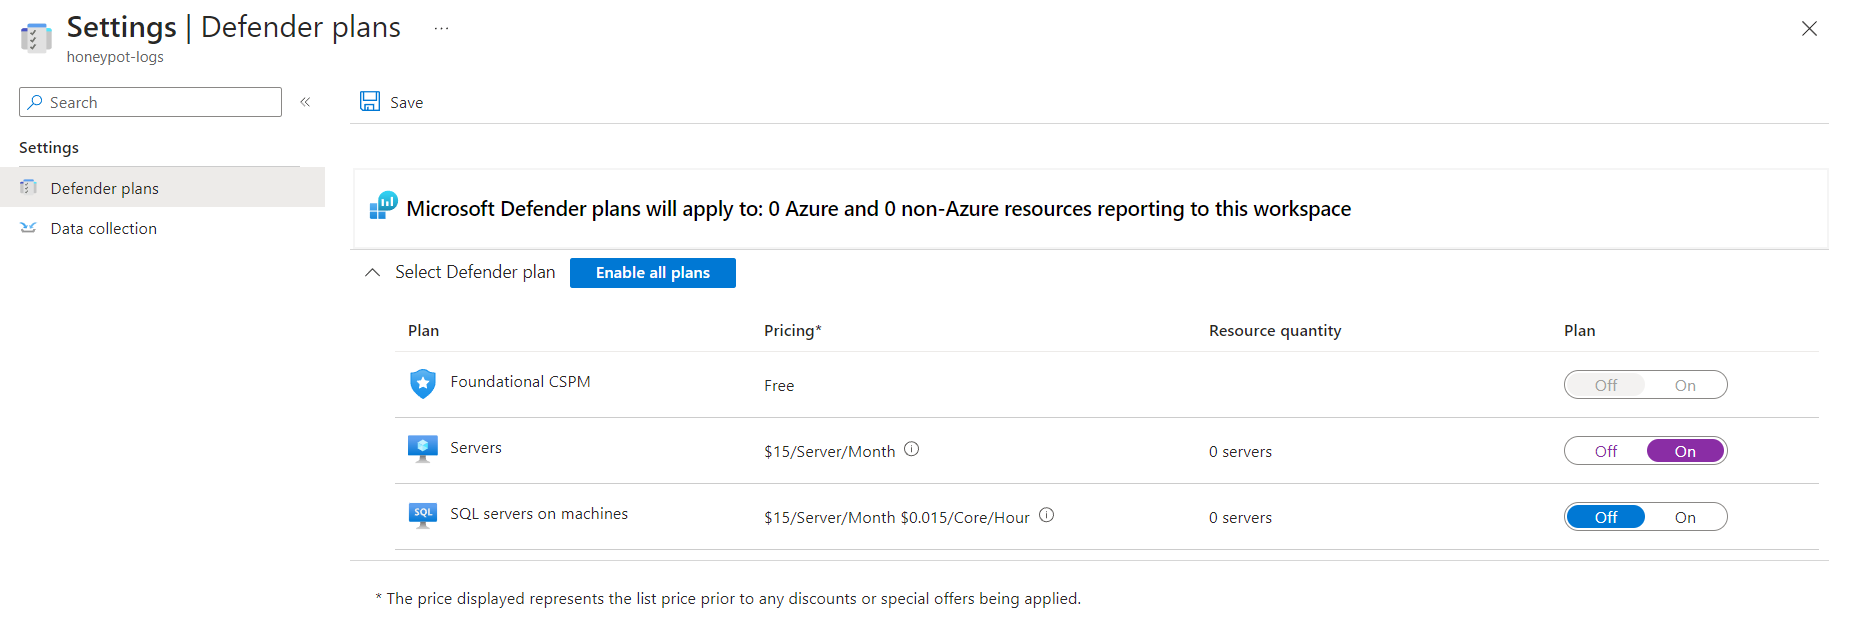 Settings | Defender plans ...
honeypot-logs
Search «
Save
Settings
Defender plans
Data collection
Microsoft Defender plans will apply to: 0 Azure and 0 non-Azure resources reporting to this workspace
Select Defender plan Enable all plans
Plan Pricing* Resource quantity Plan
Foundational CSPM Free Off On
Servers $15/Server/Month 0 servers Off On
SQL SQL servers on machines $15/Server/Month $0.015/Core/Hour 0 servers Off On
* The price displayed represents the list price prior to any discounts or special offers being applied.